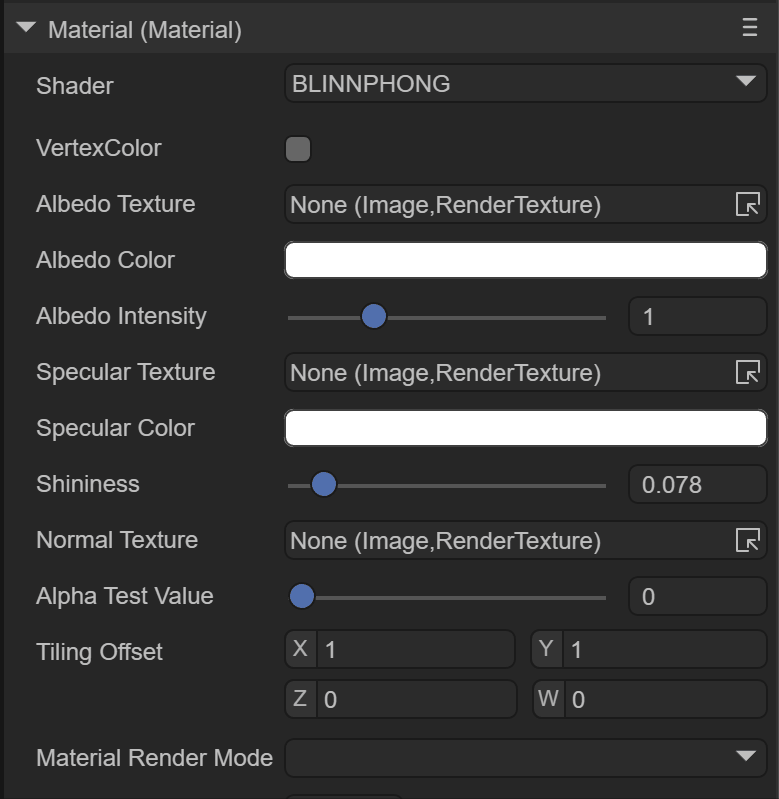 Material (Material)
Shader BLINNPHONG
VertexColor
Albedo Texture None (Image,RenderTexture)
Albedo Color
Albedo Intensity 1
Specular Texture None (Image,RenderTexture)
Specular Color
Shininess 0.078
Normal Texture None (Image,RenderTexture)
Alpha Test Value 0
Tiling Offset X 1 Y 1
Z 0 W 0
Material Render Mode